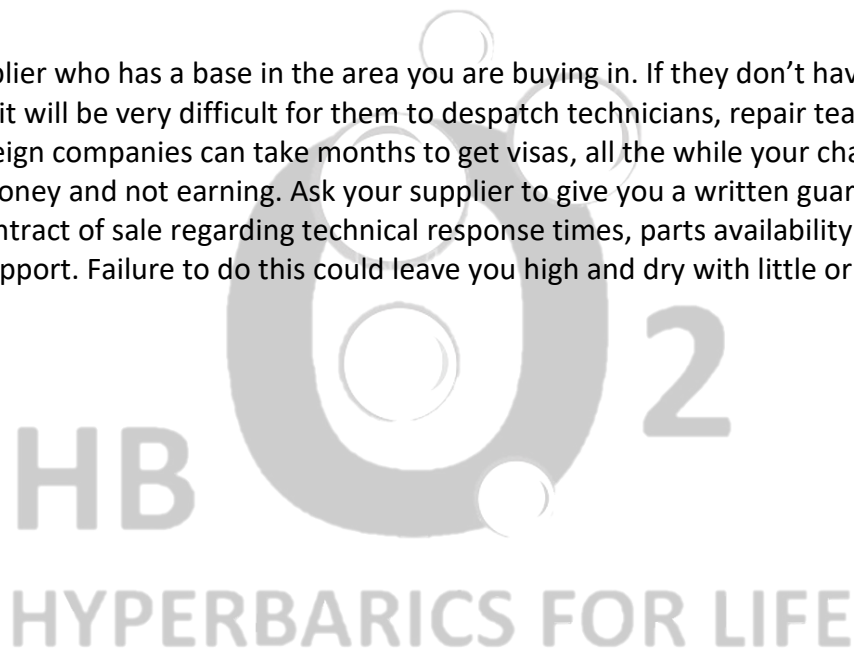 plier who has a base in the area you are buying in. If they don’t hav
it will be very difficult for them to despatch technicians, repair tea
eign companies can take months to get visas, all the while your cha
oney and not earning. Ask your supplier to give you a written guar
ntract of sale regarding technical response times, parts availability
pport. Failure to do this could leave you high and dry with little or
HB O 2
HYPERBARICS FOR LIFE